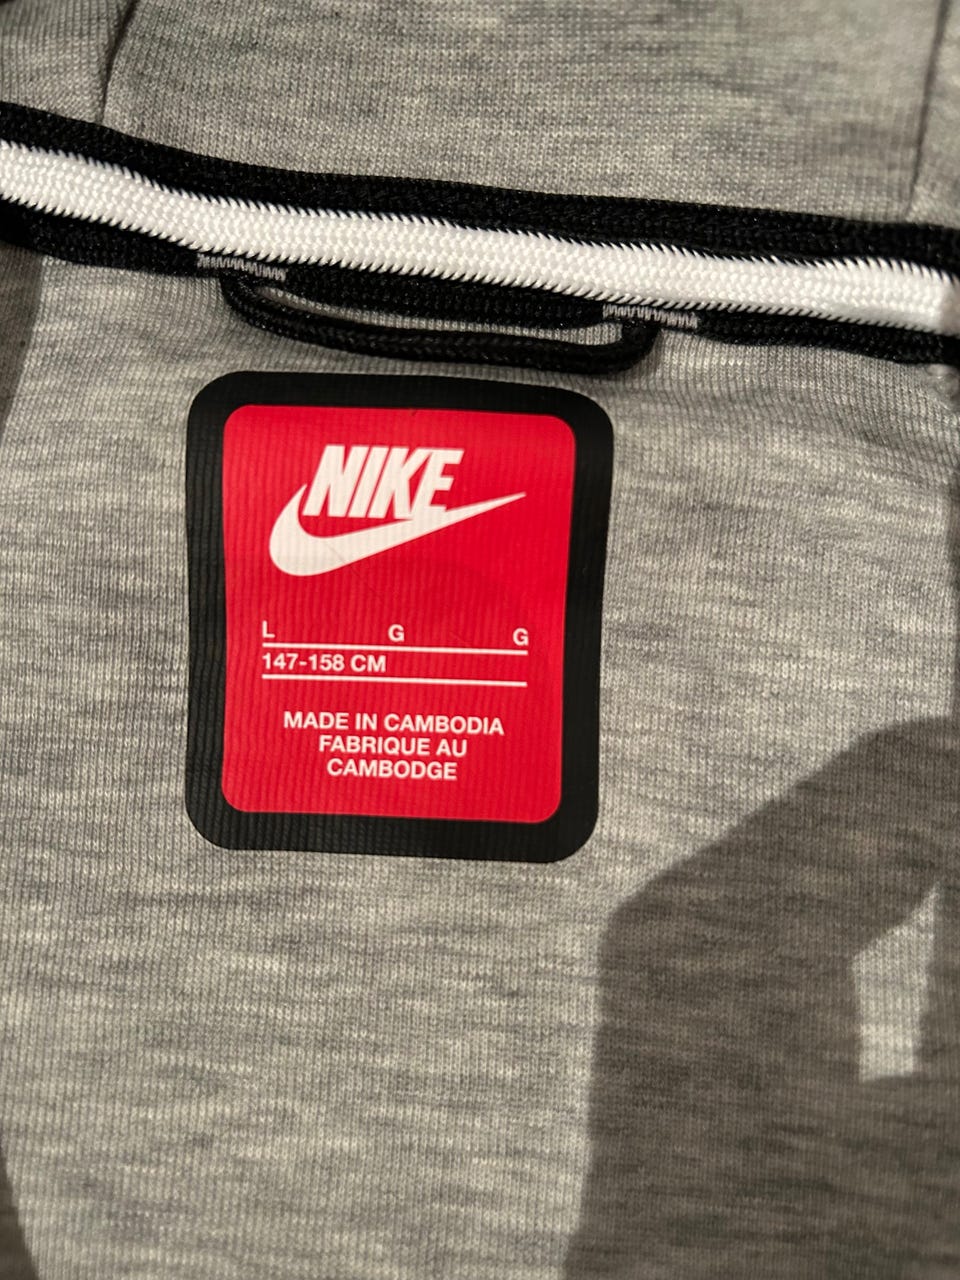 NIKE
L G G
147-158 CM
MADE IN CAMBODIA
FABRIQUE AU
CAMBODGE